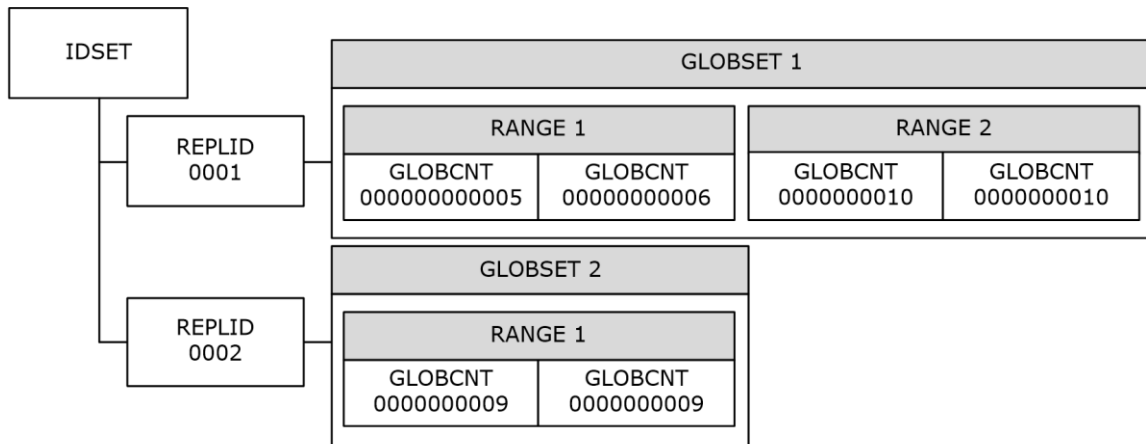 IDSET
GLOBSET 1
REPLID
0001
RANGE 1
RANGE 2
GLOBCNT
000000000005
GLOBCNT
00000000006
GLOBCNT
0000000010
GLOBCNT
0000000010
GLOBSET 2
REPLID
0002
RANGE 1
GLOBCNT
0000000009
GLOBCNT
0000000009